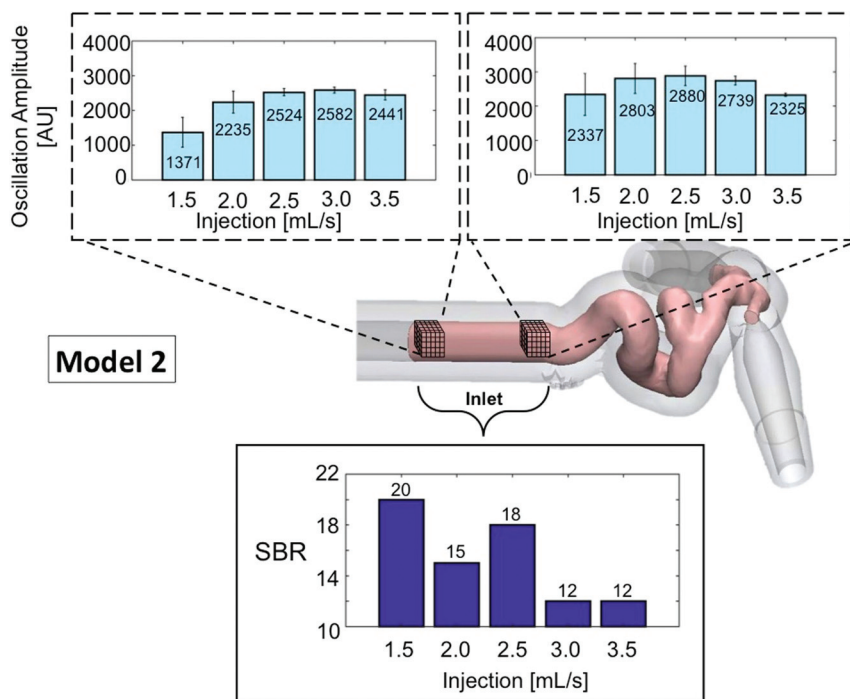 Oscillation Amplitude
[AU]
4000
3000
2000
1000
0
1371
2235
2524
2582
2441
1.5 2.0 2.5 3.0 3.5
Injection [mL/s]
4000
3000
2000
1000
0
2337
2803
2880
2739
2325
1.5 2.0 2.5 3.0 3.5
Injection [mL/s]
Model 2
Inlet
SBR
22
18
14
10
20
15
18
12
12
1.5 2.0 2.5 3.0 3.5
Injection [mL/s]